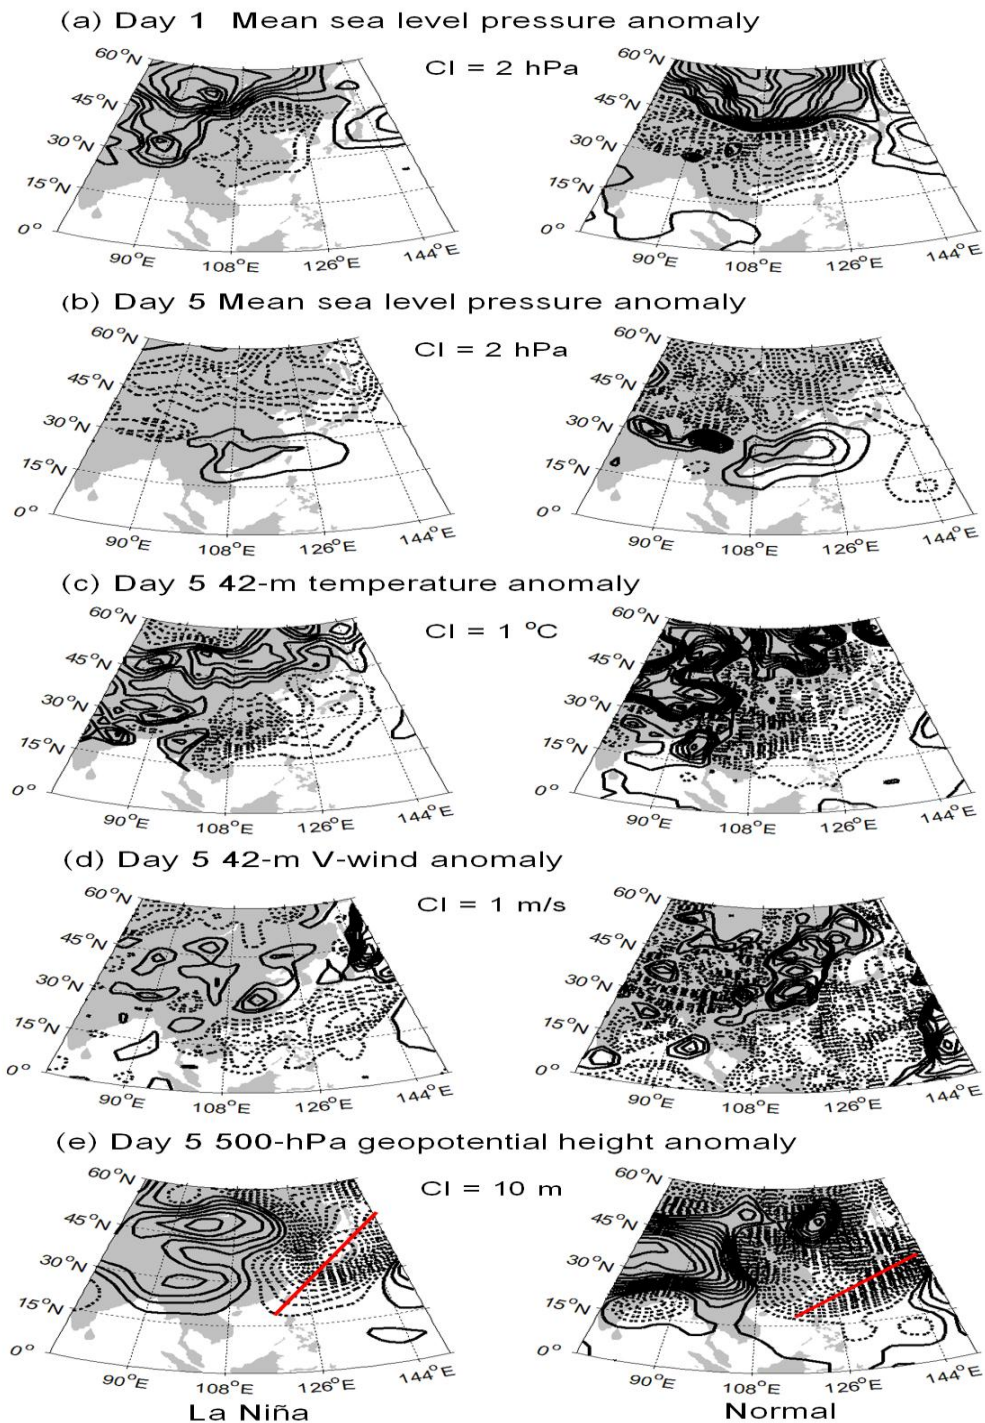 (a) Day 1 Mean sea level pressure anomaly
CI = 2 hPa
60°N
45°N
30°N
15°N
0°
90°E
108°E
126°E
144°E
60°N
45°N
30°N
15°N
0°
90°E
108°E
126°E
144°E
(b) Day 5 Mean sea level pressure anomaly
CI = 2 hPa
60°N
45°N
30°N
15°N
0°
90°E
108°E
126°E
144°E
60°N
45°N
30°N
15°N
0°
90°E
108°E
126°E
144°E
(c) Day 5 42-m temperature anomaly
CI = 1 °C
60°N
45°N
30°N
15°N
0°
90°E
108°E
126°E
144°E
60°N
45°N
30°N
15°N
0°
90°E
108°E
126°E
144°E
(d) Day 5 42-m V-wind anomaly
CI = 1 m/s
60°N
45°N
30°N
15°N
0°
90°E
108°E
126°E
144°E
60°N
45°N
30°N
15°N
0°
90°E
108°E
126°E
144°E
(e) Day 5 500-hPa geopotential height anomaly
CI = 10 m
60°N
45°N
30°N
15°N
0°
90°E
108°E
126°E
144°E
60°N
45°N
30°N
15°N
0°
90°E
108°E
126°E
144°E
La Niña
Normal